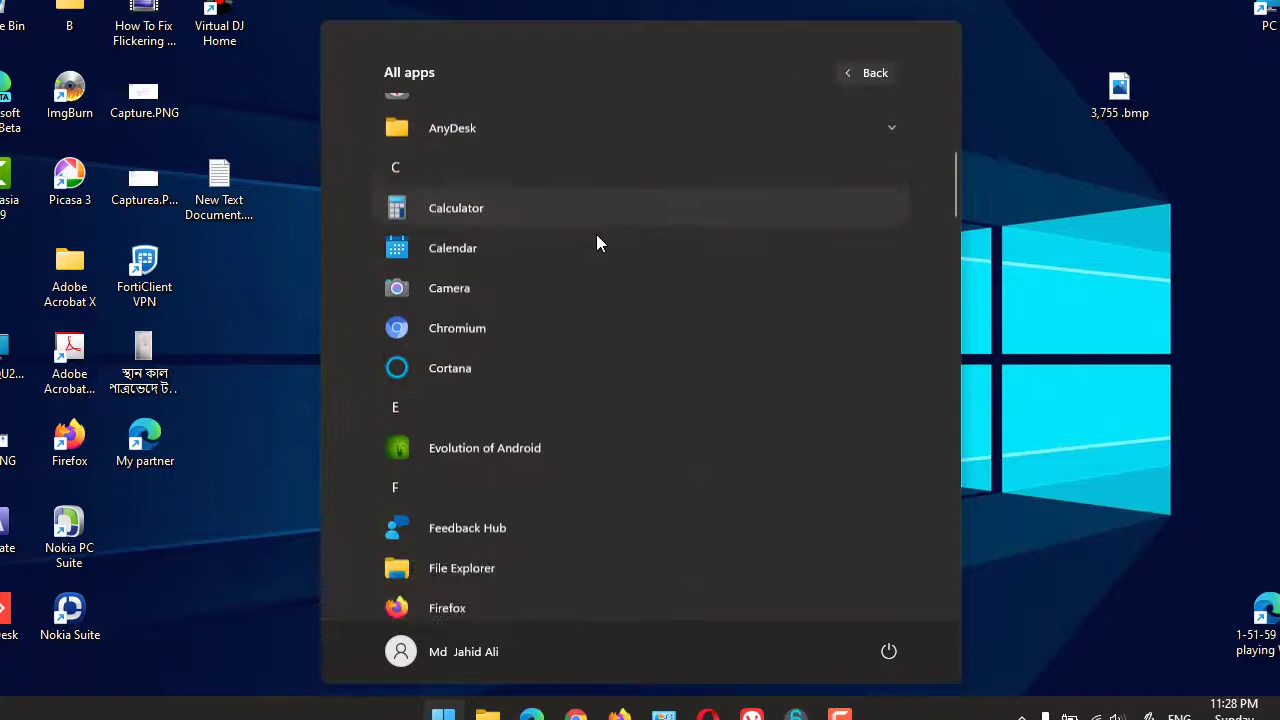 e Bin
B
How To Fix
Flickering ...
Virtual DJ
Home
PC
soft
Beta
ImgBurn
Capture.PNG
3,755 .bmp
asia
9
Picasa 3
Capturea.P...
New Text
Document....
Adobe
Acrobat X
FortiClient
VPN
QU2...
Adobe
Acrobat...
স্থান কাল
পাত্রভেদে ট...
NG
Firefox
My partner
ate
Nokia PC
Suite
Desk
Nokia Suite
1-51-59
playing
All apps
Back
AnyDesk
C
Calculator
Calendar
Camera
Chromium
Cortana
E
Evolution of Android
F
Feedback Hub
File Explorer
Firefox
Md Jahid Ali
ENG
11:28 PM
Sunday